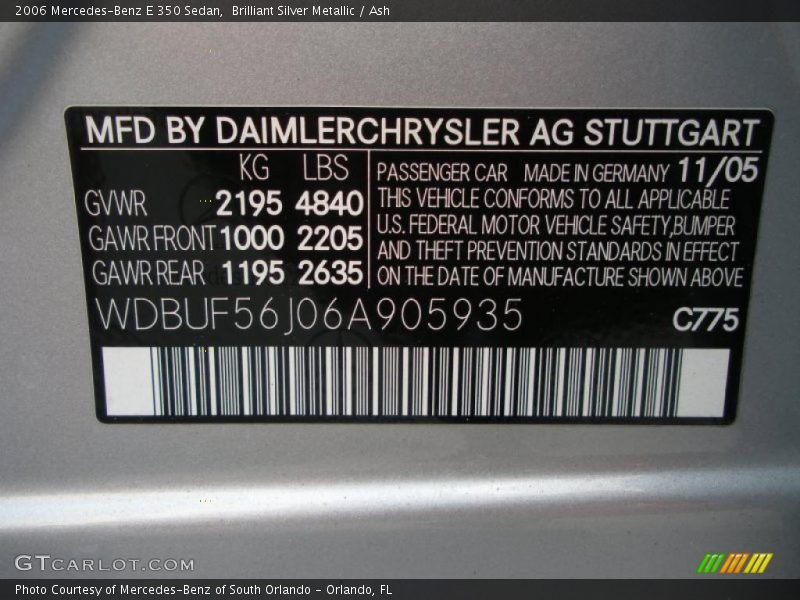 2006 Mercedes-Benz E 350 Sedan,  Brilliant Silver Metallic / Ash
MFD BY DAIMLERCHRYSLER AG STUTTGART
KG LBS
GVWR 2195 4840
GAWR FRONT 1000 2205
GAWR REAR 1195 2635
PASSENGER CAR MADE IN GERMANY 11/05
THIS VEHICLE CONFORMS TO ALL APPLICABLE
U.S. FEDERAL MOTOR VEHICLE SAFETY,BUMPER
AND THEFT PREVENTION STANDARDS IN EFFECT
ON THE DATE OF MANUFACTURE SHOWN ABOVE
WDBUF56J06A905935 C775
GTCARLOT.COM
Photo Courtesy of Mercedes-Benz of South Orlando - Orlando, FL